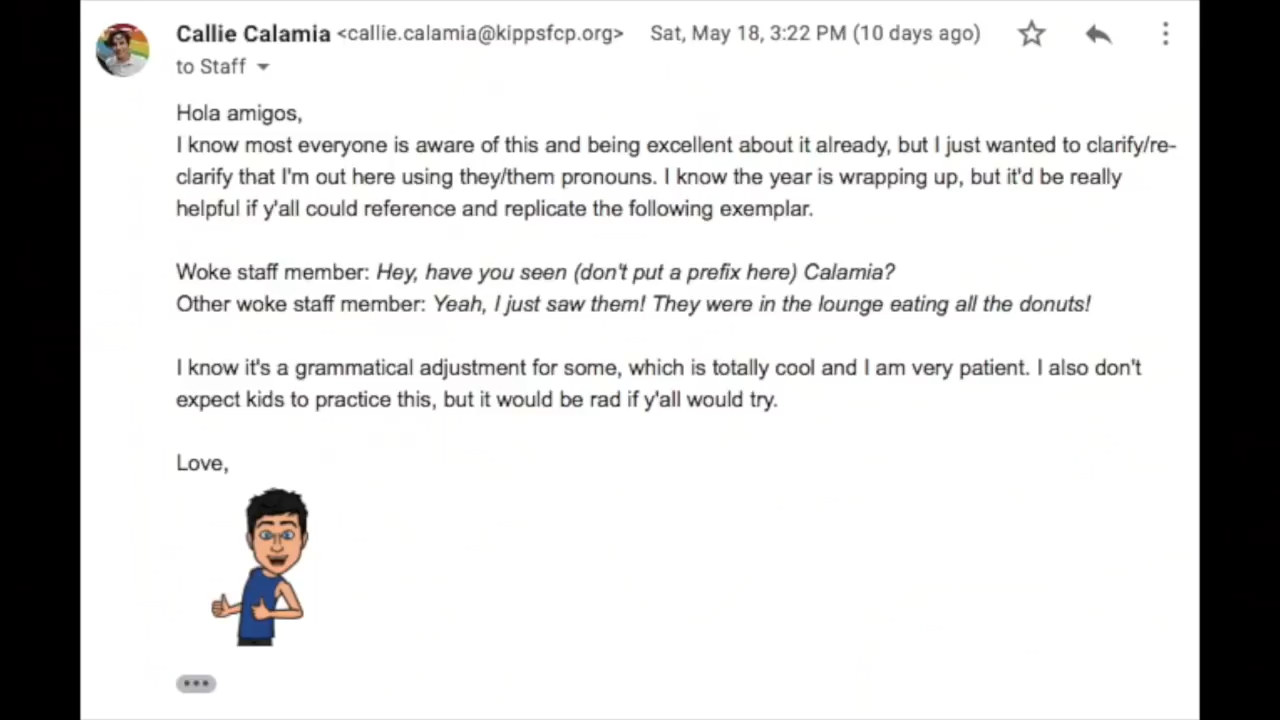 Callie Calamia <callie.calamia@kippsfcp.org> Sat, May 18, 3:22 PM (10 days ago)
to Staff
Hola amigos,
I know most everyone is aware of this and being excellent about it already, but I just wanted to clarify/re-
clarify that I'm out here using they/them pronouns. I know the year is wrapping up, but it'd be really
helpful if y'all could reference and replicate the following exemplar.
Woke staff member: Hey, have you seen (don't put a prefix here) Calamia?
Other woke staff member: Yeah, I just saw them! They were in the lounge eating all the donuts!
I know it's a grammatical adjustment for some, which is totally cool and I am very patient. I also don't
expect kids to practice this, but it would be rad if y'all would try.
Love,